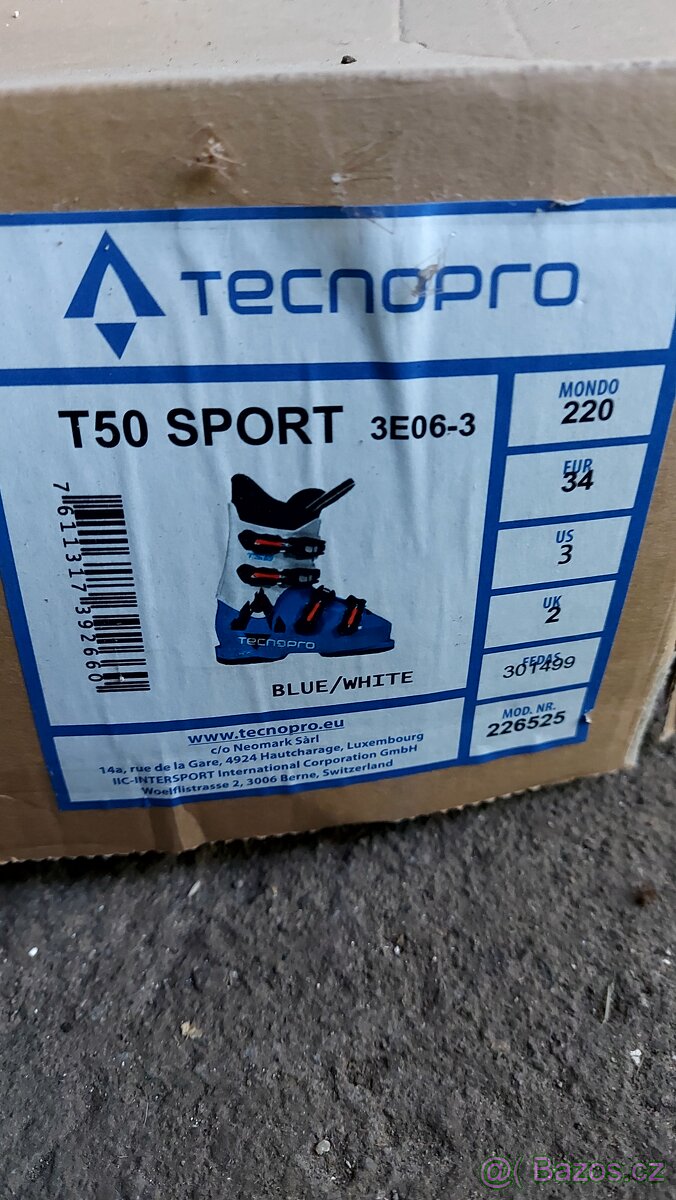 TECNOPRO
T50 SPORT 3E06-3
MONDO
220
EUR
34
US
3
UK
2
FEDAS
301499
MOD. NR.
226525
7611317392660
T50
TECNOPRO
BLUE/WHITE
www.tecnopro.eu
c/o Neomark Sàrl
14a, rue de la Gare, 4924 Hautcharage, Luxembourg
IIC-INTERSPORT International Corporation GmbH
Woelflistrasse 2, 3006 Berne, Switzerland
@ Bazos.cz